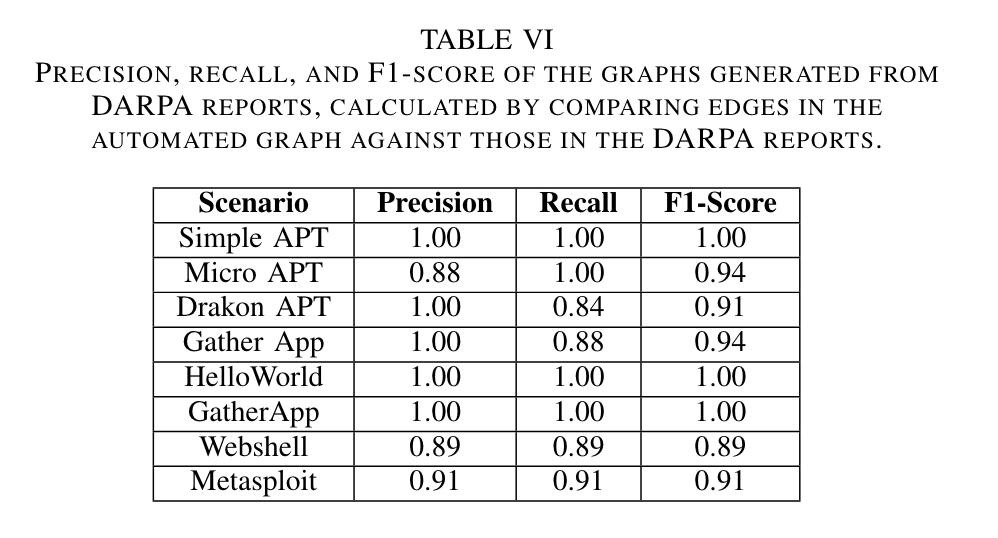 TABLE VI
PRECISION, RECALL, AND F1-SCORE OF THE GRAPHS GENERATED FROM
DARPA REPORTS, CALCULATED BY COMPARING EDGES IN THE
AUTOMATED GRAPH AGAINST THOSE IN THE DARPA REPORTS.
Scenario Precision Recall F1-Score
Simple APT 1.00 1.00 1.00
Micro APT 0.88 1.00 0.94
Drakon APT 1.00 0.84 0.91
Gather App 1.00 0.88 0.94
HelloWorld 1.00 1.00 1.00
GatherApp 1.00 1.00 1.00
Webshell 0.89 0.89 0.89
Metasploit 0.91 0.91 0.91